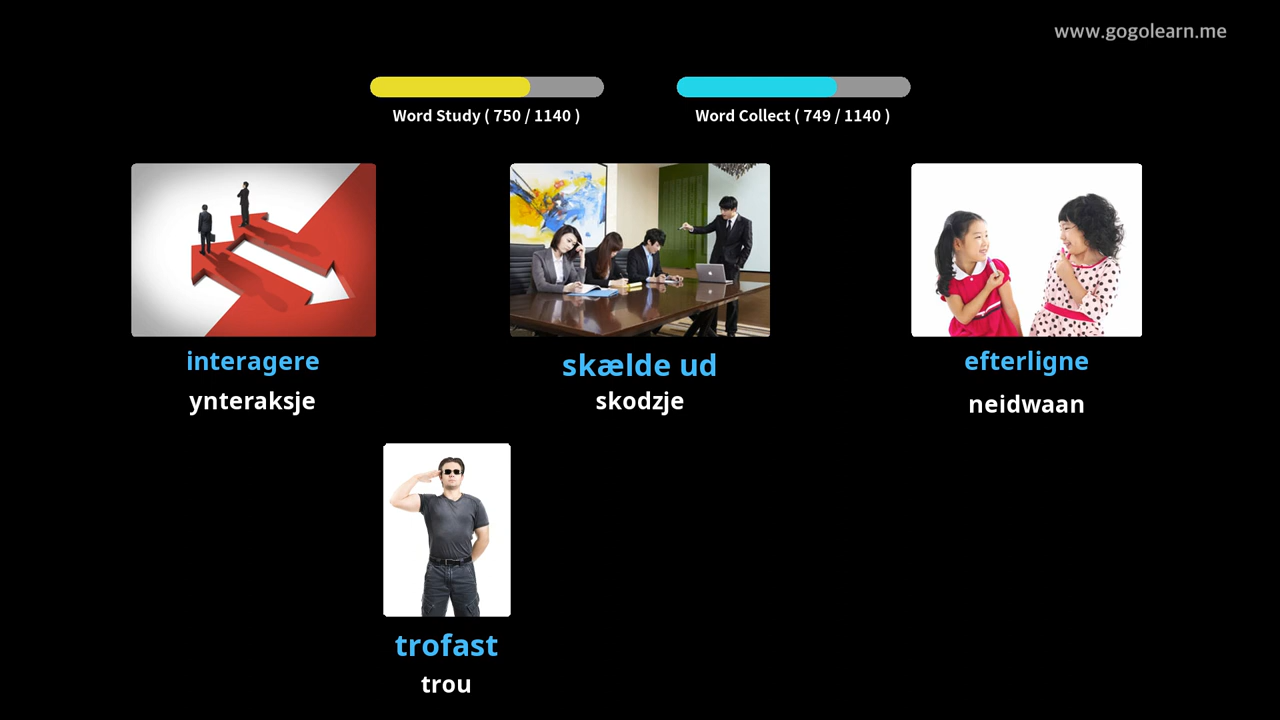 www.gogolearn.me
Word Study ( 750 / 1140 )
Word Collect ( 749 / 1140 )
interagere
ynteraksje
skælde ud
skodzje
efterligne
neidwaan
trofast
trou